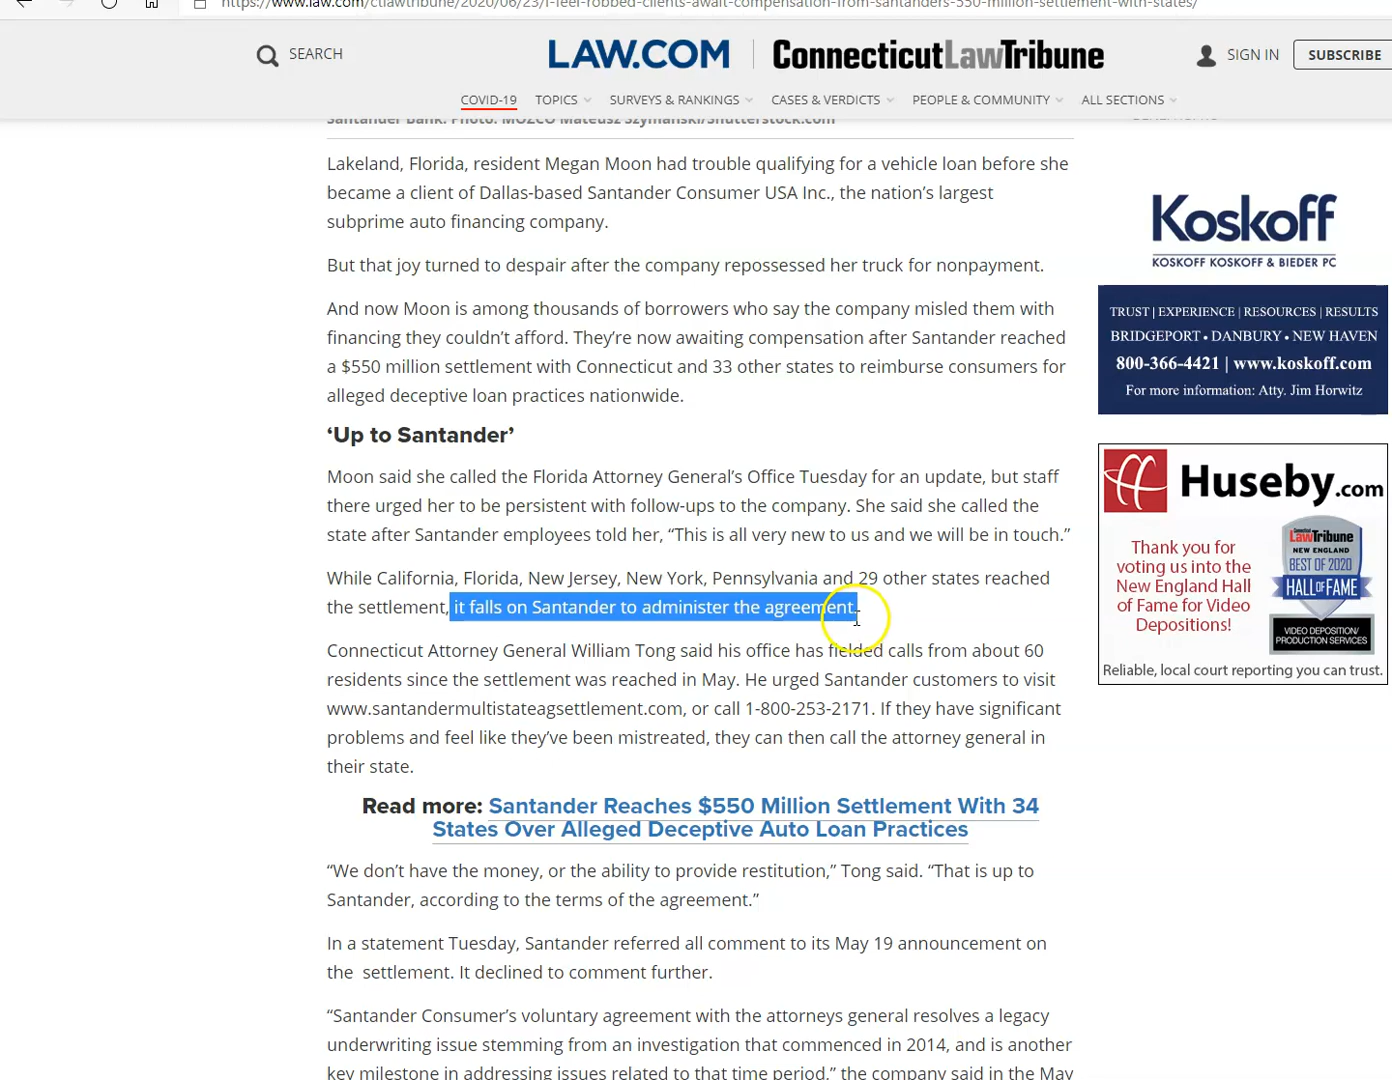 https://www.law.com/ctlawtribune/2020/06/23/i-feel-robbed-clients-await-compensation-from-santanders-550-million-settlement-with-states/
SEARCH
LAW.COM
ConnecticutLawTribune
SIGN IN
SUBSCRIBE
COVID-19 TOPICS SURVEYS & RANKINGS CASES & VERDICTS PEOPLE & COMMUNITY ALL SECTIONS
Santander Bank. Photo: MOZCO Mateusz Szymanski/Shutterstock.com
Lakeland, Florida, resident Megan Moon had trouble qualifying for a vehicle loan before she
became a client of Dallas-based Santander Consumer USA Inc., the nation's largest
subprime auto financing company.
But that joy turned to despair after the company repossessed her truck for nonpayment.
And now Moon is among thousands of borrowers who say the company misled them with
financing they couldn't afford. They're now awaiting compensation after Santander reached
a $550 million settlement with Connecticut and 33 other states to reimburse consumers for
alleged deceptive loan practices nationwide.
‘Up to Santander’
Moon said she called the Florida Attorney General's Office Tuesday for an update, but staff
there urged her to be persistent with follow-ups to the company. She said she called the
state after Santander employees told her, “This is all very new to us and we will be in touch.”
While California, Florida, New Jersey, New York, Pennsylvania and 29 other states reached
the settlement, it falls on Santander to administer the agreement.
Connecticut Attorney General William Tong said his office has fielded calls from about 60
residents since the settlement was reached in May. He urged Santander customers to visit
www.santandermultistateagsettlement.com, or call 1-800-253-2171. If they have significant
problems and feel like they've been mistreated, they can then call the attorney general in
their state.
Read more: Santander Reaches $550 Million Settlement With 34
States Over Alleged Deceptive Auto Loan Practices
“We don't have the money, or the ability to provide restitution,” Tong said. “That is up to
Santander, according to the terms of the agreement.”
In a statement Tuesday, Santander referred all comment to its May 19 announcement on
the settlement. It declined to comment further.
“Santander Consumer's voluntary agreement with the attorneys general resolves a legacy
underwriting issue stemming from an investigation that commenced in 2014, and is another
key milestone in addressing issues related to that time period,” the company said in the May
Koskoff
KOSKOFF KOSKOFF & BIEDER PC
TRUST | EXPERIENCE | RESOURCES | RESULTS
BRIDGEPORT • DANBURY • NEW HAVEN
800-366-4421 | www.koskoff.com
For more information: Atty. Jim Horwitz
Huseby.com
Thank you for
voting us into the
New England Hall
of Fame for Video
Depositions!
Connecticut
LawTribune
NEW ENGLAND
BEST OF 2020
HALL OF FAME
VIDEO DEPOSITION/
PRODUCTION SERVICES
Reliable, local court reporting you can trust.